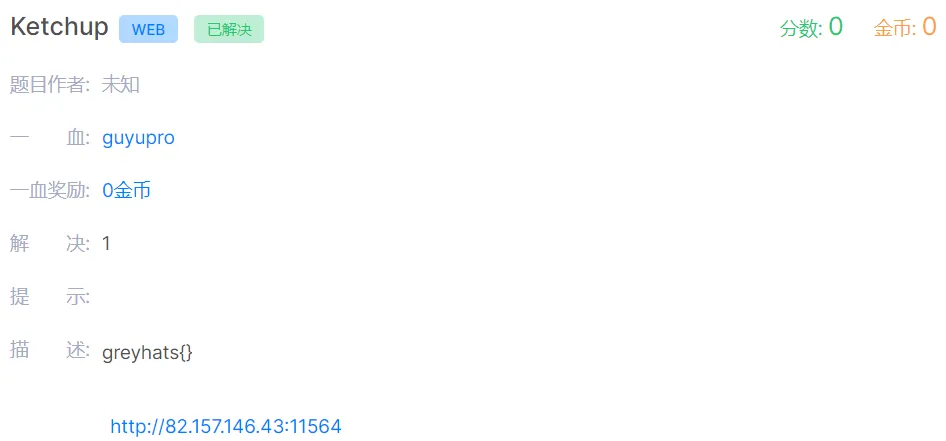 Ketchup WEB 已解决 分数: 0 金币: 0
题目作者: 未知
一 血: guyupro
一血奖励: 0金币
解 决: 1
提 示:
描 述: greyhats{}
http://82.157.146.43:11564